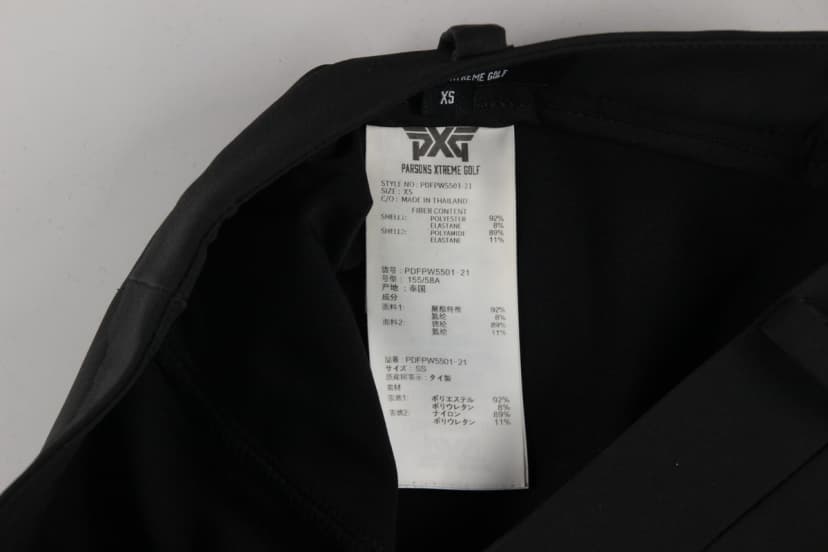 XTREME GOLF
XS
PXG
PARSONS XTREME GOLF
STYLE NO : PDFPW5501-21
SIZE : XS
C/O : MADE IN THAILAND
FIBER CONTENT
SHELL1: POLYESTER 92%
ELASTANE 8%
SHELL2: POLYAMIDE 89%
ELASTANE 11%
货号 : PDFPW5501-21
号型 : 155/58A
产地 : 泰国
成分
面料1: 聚酯纤维 92%
氨纶 8%
面料2: 锦纶 89%
氨纶 11%
品番 : PDFPW5501-21
サイズ : SS
原産国表示 : タイ製
素材
表地1: ポリエステル 92%
ポリウレタン 8%
表地2: ナイロン 89%
ポリウレタン 11%